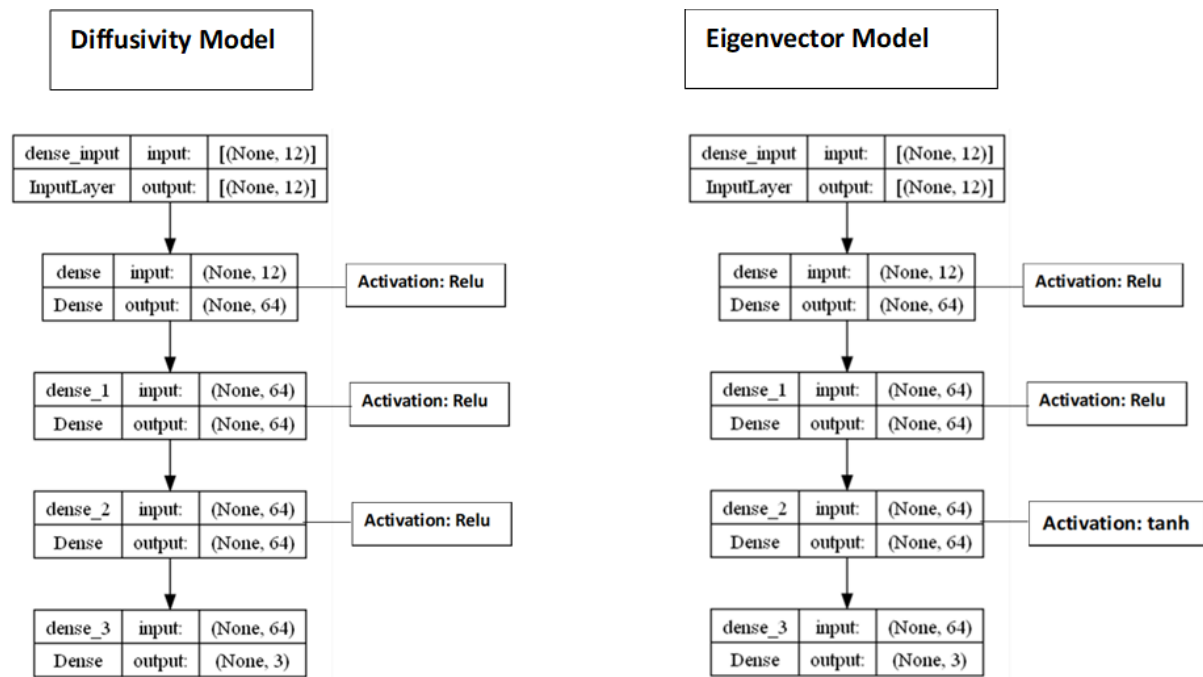 Diffusivity Model
dense_input input: [(None, 12)]
InputLayer output: [(None, 12)]
dense input: (None, 12)
Dense output: (None, 64)
Activation: Relu
dense_1 input: (None, 64)
Dense output: (None, 64)
Activation: Relu
dense_2 input: (None, 64)
Dense output: (None, 64)
Activation: Relu
dense_3 input: (None, 64)
Dense output: (None, 3)
Eigenvector Model
dense_input input: [(None, 12)]
InputLayer output: [(None, 12)]
dense input: (None, 12)
Dense output: (None, 64)
Activation: Relu
dense_1 input: (None, 64)
Dense output: (None, 64)
Activation: Relu
dense_2 input: (None, 64)
Dense output: (None, 64)
Activation: tanh
dense_3 input: (None, 64)
Dense output: (None, 3)